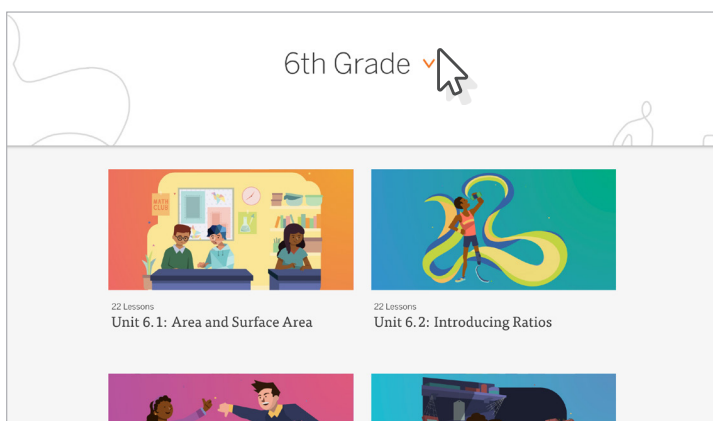 6th Grade
MATH
CLUB
22 Lessons
Unit 6.1: Area and Surface Area
22 Lessons
Unit 6.2: Introducing Ratios